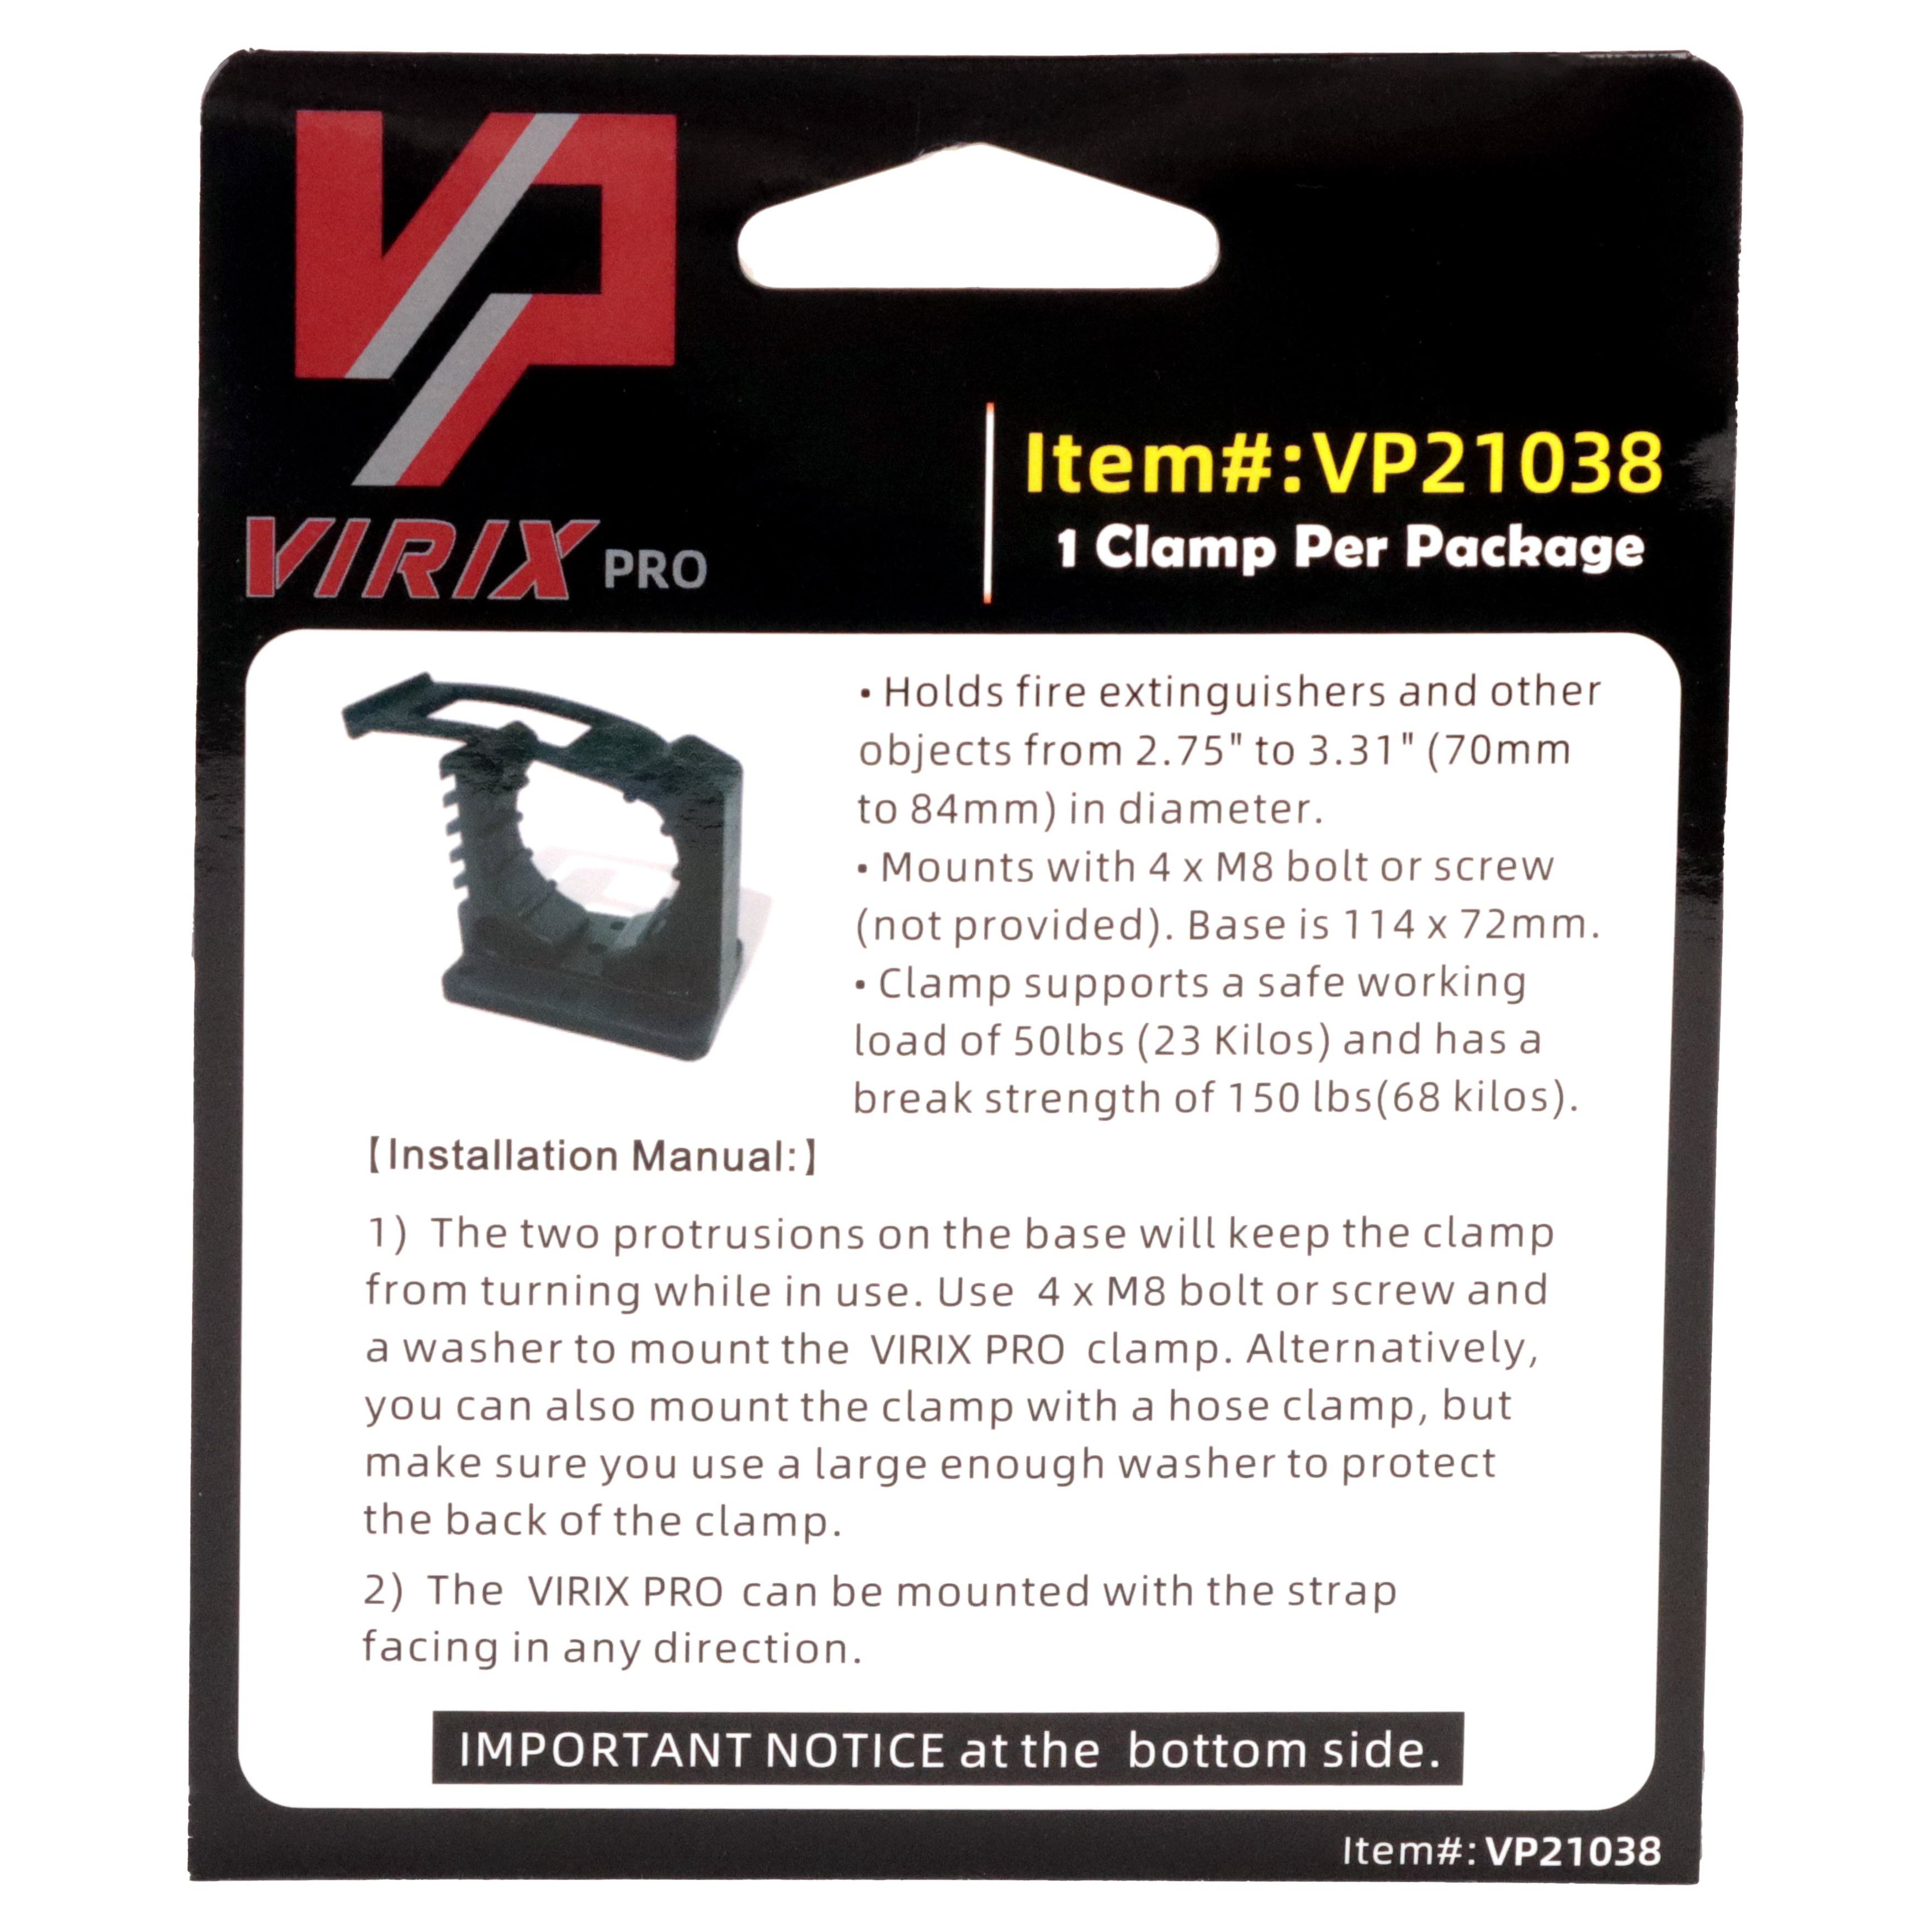 VP
VIRIX PRO
Item#:VP21038
1 Clamp Per Package
• Holds fire extinguishers and other
objects from 2.75" to 3.31" (70mm
to 84mm) in diameter.
• Mounts with 4 x M8 bolt or screw
(not provided). Base is 114 x 72mm.
• Clamp supports a safe working
load of 50lbs (23 Kilos) and has a
break strength of 150 lbs(68 kilos).
【Installation Manual:】
1) The two protrusions on the base will keep the clamp
from turning while in use. Use 4 x M8 bolt or screw and
a washer to mount the VIRIX PRO clamp. Alternatively,
you can also mount the clamp with a hose clamp, but
make sure you use a large enough washer to protect
the back of the clamp.
2) The VIRIX PRO can be mounted with the strap
facing in any direction.
IMPORTANT NOTICE at the bottom side.
Item#: VP21038